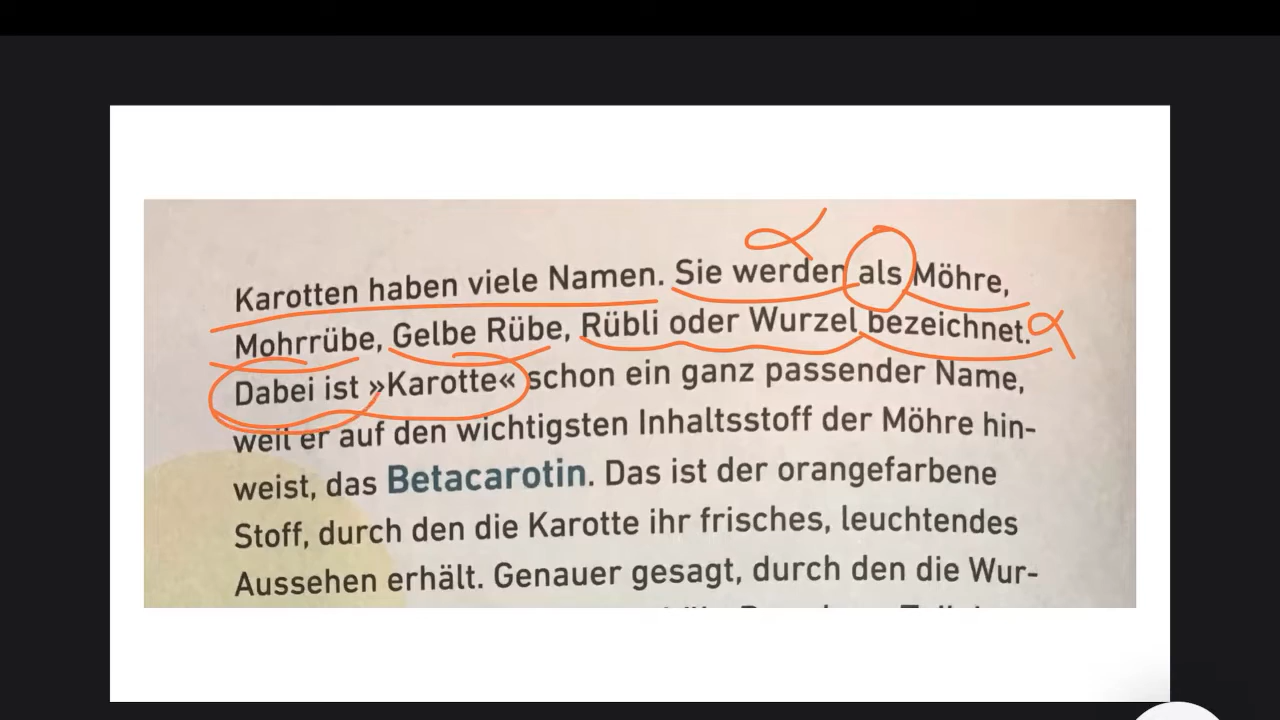 Karotten haben viele Namen. Sie werden als Möhre,
Mohrrübe, Gelbe Rübe, Rübli oder Wurzel bezeichnet.
Dabei ist »Karotte« schon ein ganz passender Name,
weil er auf den wichtigsten Inhaltsstoff der Möhre hin-
weist, das Betacarotin. Das ist der orangefarbene
Stoff, durch den die Karotte ihr frisches, leuchtendes
Aussehen erhält. Genauer gesagt, durch den die Wur-